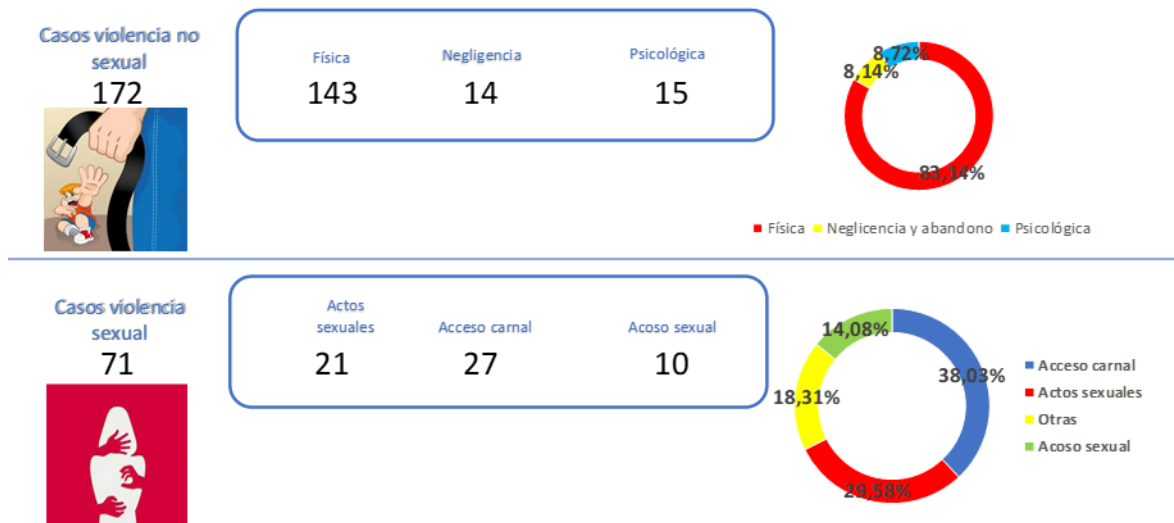 Casos violencia no
sexual
172
Física
Negligencia
Psicológica
143
14
15
8,72%
8,14%
83,14%
Física
Neglicencia y abandono
Psicológica
Casos violencia
sexual
71
Actos
sexuales
Acceso carnal
Acoso sexual
21
27
10
14,08%
38,03%
18,31%
29,58%
Acceso carnal
Actos sexuales
Otras
Acoso sexual